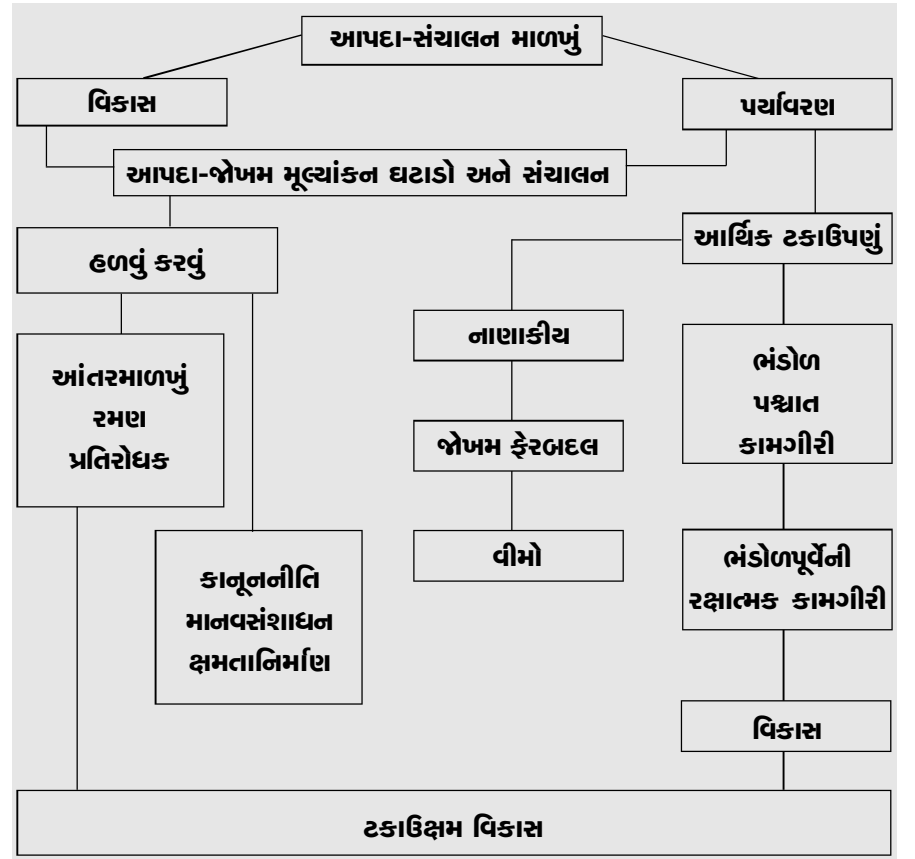 આપદા-સંચાલન માળખું
વિકાસ
પર્યાવરણ
આપદા-જોખમ મૂલ્યાંકન ઘટાડો અને સંચાલન
આર્થિક ટકાઉપણું
હળવું કરવું
નાણાકીય
આંતરમાળખું
રમણ
પ્રતિરોધક
ભંડોળ
પશ્ચાત
કામગીરી
જોખમ ફેરબદલ
વીમો
ભંડોળપૂર્વેની
રક્ષાત્મક કામગીરી
કાનૂનનીતિ
માનવસંશાધન
ક્ષમતાનિર્માણ
વિકાસ
ટકાઉક્ષમ વિકાસ